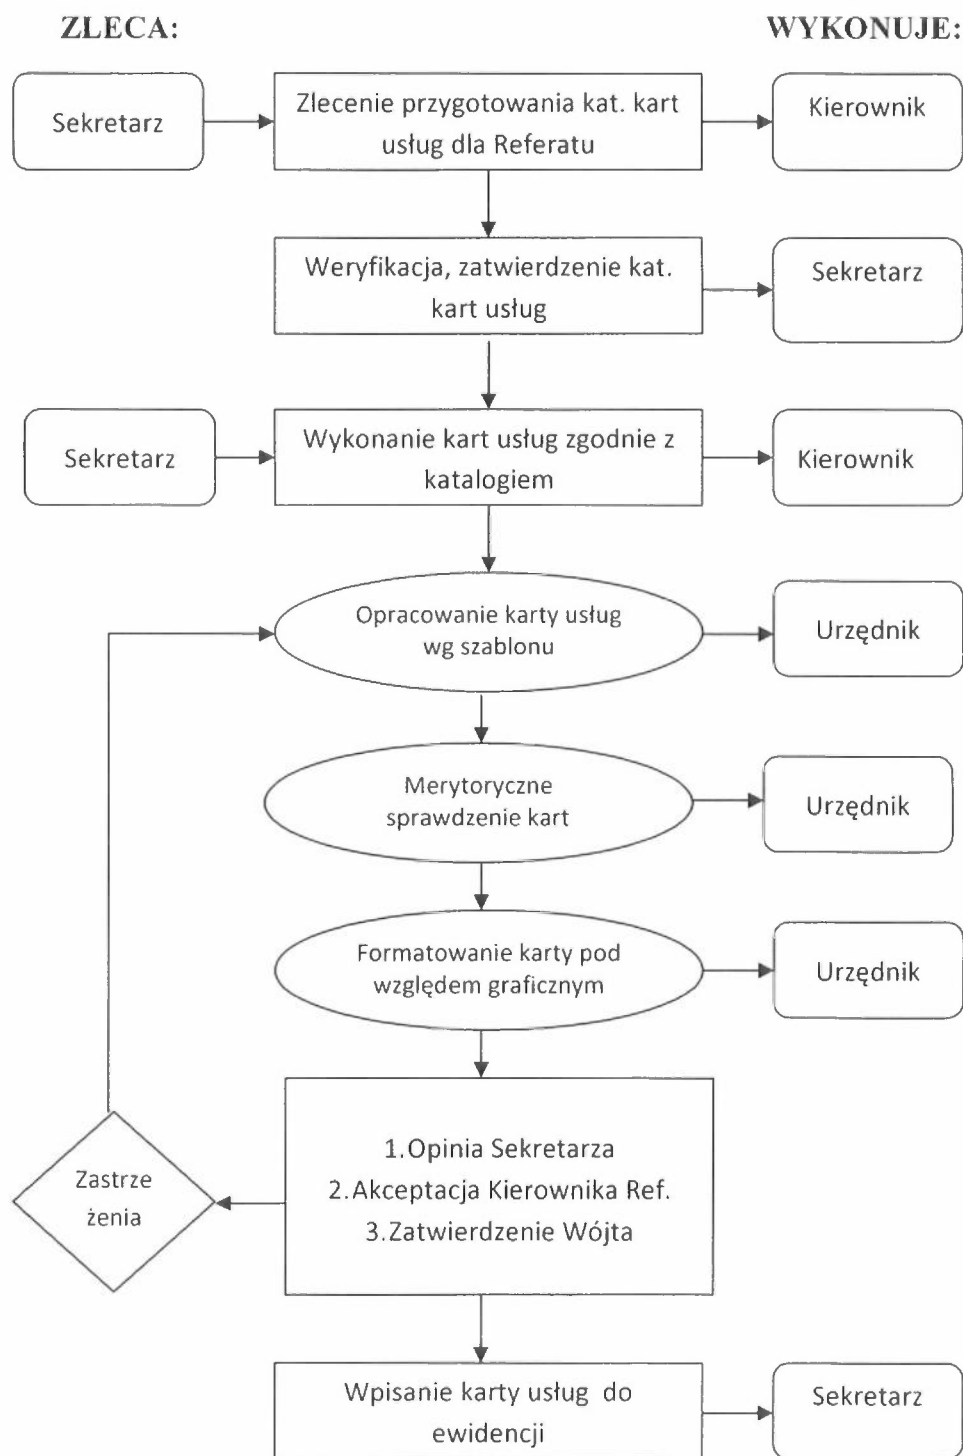 ZLECA:
WYKONUJE:
Sekretarz
Zlecenie przygotowania kat. kart
usług dla Referatu
Kierownik
Weryfikacja, zatwierdzenie kat.
kart usług
Sekretarz
Sekretarz
Wykonanie kart usług zgodnie z
katalogiem
Kierownik
Opracowanie karty usług
wg szablonu
Urzędnik
Merytoryczne
sprawdzenie kart
Urzędnik
Formatowanie karty pod
względem graficznym
Urzędnik
Zastrze
żenia
1.Opinia Sekretarza
2.Akceptacja Kierownika Ref.
3.Zatwierdzenie Wójta
Wpisanie karty usług do
ewidencji
Sekretarz